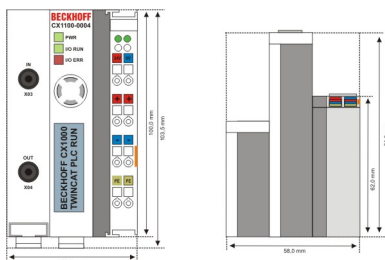 BECKHOFF
CX1100-0004
PWR
I/O RUN
I/O ERR
IN
X03
OUT
X04
BECKHOFF CX1000
TWINCAT PLC RUN
PE PE
100,0 mm
103,5 mm
62,0 mm
58,0 mm